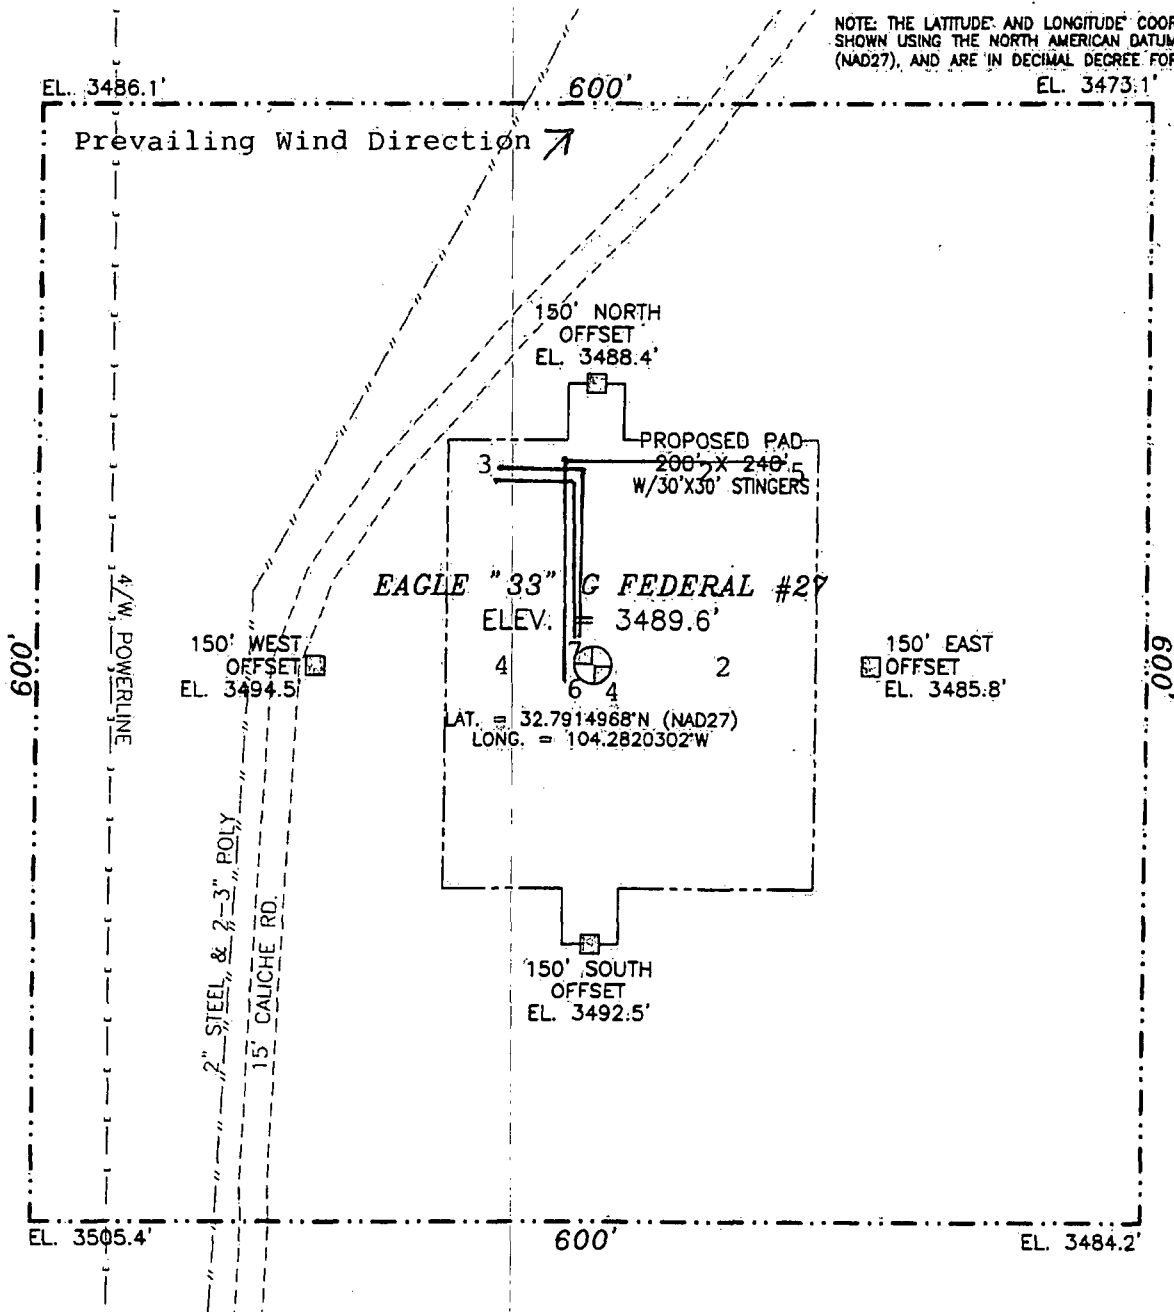 NOTE: THE LATITUDE AND LONGITUDE COOR
SHOWN USING THE NORTH AMERICAN DATUM
(NAD27), AND ARE IN DECIMAL DEGREE FOR
EL. 3486.1'
600'
EL. 3473.1'
Prevailing Wind Direction
150' NORTH
OFFSET
EL. 3488.4'
PROPOSED PAD
200' X 240'
W/30'X30' STINGERS
3
2
5
EAGLE "33" G FEDERAL #27
ELEV. = 3489.6'
4/W. POWERLINE
600'
150' WEST
OFFSET
EL. 3494.5'
4
7
6
4
2
150' EAST
OFFSET
EL. 3485.8'
600'
LAT. = 32.7914968°N (NAD27)
LONG. = 104.2820302°W
2" STEEL & 2-3" POLY
15' CALICHE RD.
150' SOUTH
OFFSET
EL. 3492.5'
EL. 3505.4'
600'
EL. 3484.2'